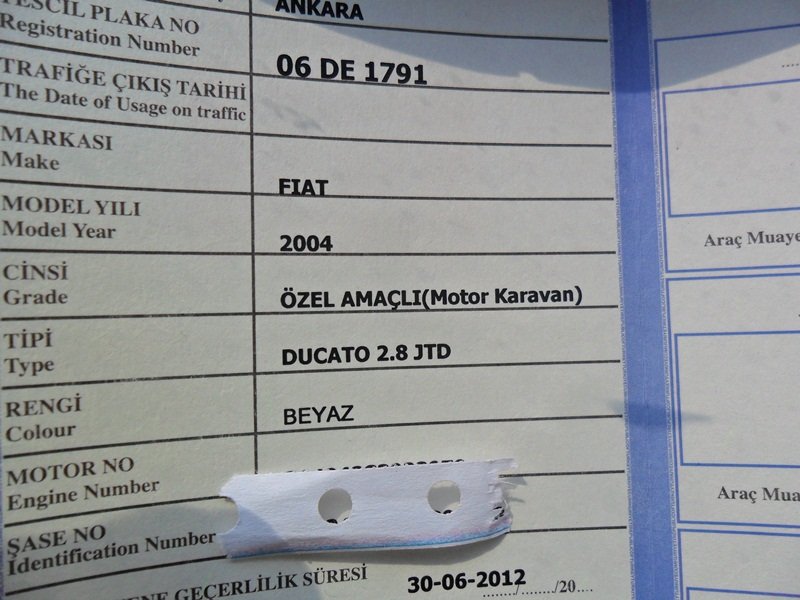 ANKARA
TESCİL PLAKA NO
Registration Number
06 DE 1791
TRAFİĞE ÇIKIŞ TARİHİ
The Date of Usage on traffic
MARKASI
Make
FIAT
MODEL YILI
Model Year
2004
CİNSİ
Grade
ÖZEL AMAÇLI(Motor Karavan)
TİPİ
Type
DUCATO 2.8 JTD
RENGİ
Colour
BEYAZ
MOTOR NO
Engine Number
ŞASE NO
Identification Number
GEÇERLİLİK SÜRESİ
30-06-2012
......./......../20....
Araç Muaye
Araç Mua